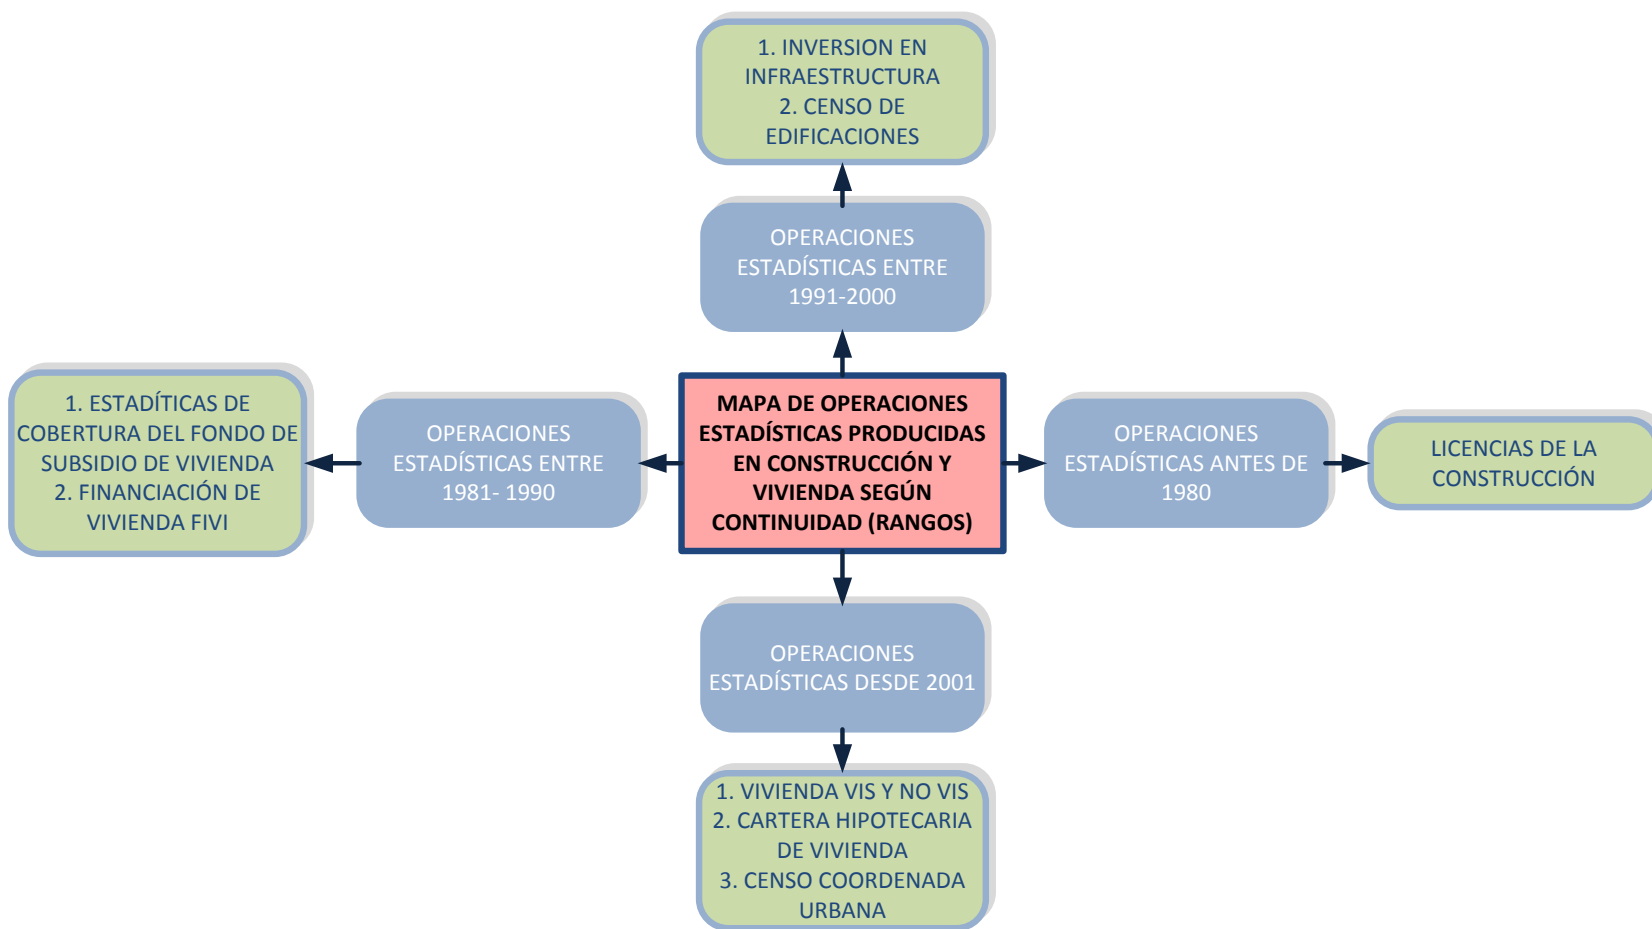 1. INVERSION EN
INFRAESTRUCTURA
2. CENSO DE
EDIFICACIONES
OPERACIONES
ESTADÍSTICAS ENTRE
1991-2000
1. ESTADÍTICAS DE
COBERTURA DEL FONDO DE
SUBSIDIO DE VIVIENDA
2. FINANCIACIÓN DE
VIVIENDA FIVI
OPERACIONES
ESTADÍSTICAS ENTRE
1981- 1990
MAPA DE OPERACIONES
ESTADÍSTICAS PRODUCIDAS
EN CONSTRUCCIÓN Y
VIVIENDA SEGÚN
CONTINUIDAD (RANGOS)
OPERACIONES
ESTADÍSTICAS ANTES DE
1980
LICENCIAS DE LA
CONSTRUCCIÓN
OPERACIONES
ESTADÍSTICAS DESDE 2001
1. VIVIENDA VIS Y NO VIS
2. CARTERA HIPOTECARIA
DE VIVIENDA
3. CENSO COORDENADA
URBANA